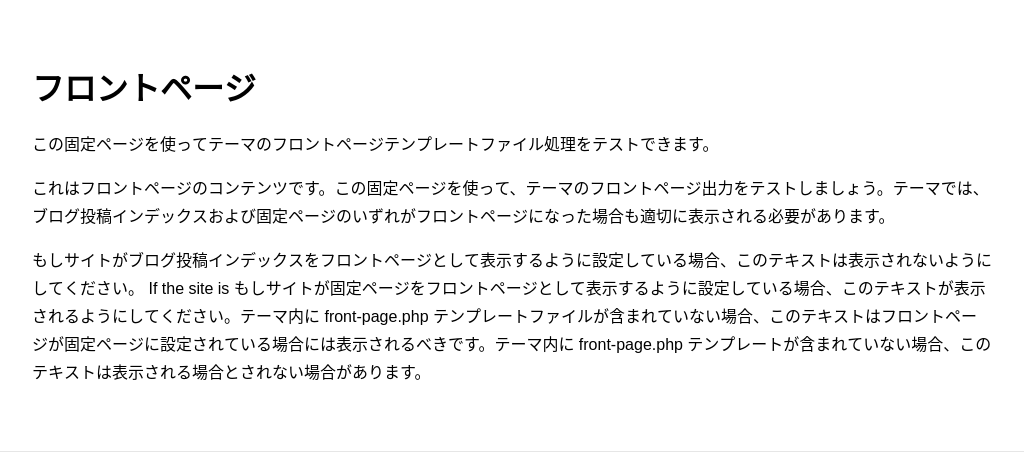 フロントページ
この固定ページを使ってテーマのフロントページテンプレートファイル処理をテストできます。
これはフロントページのコンテンツです。この固定ページを使って、テーマのフロントページ出力をテストしましょう。テーマでは、
ブログ投稿インデックスおよび固定ページのいずれがフロントページになった場合も適切に表示される必要があります。
もしサイトがブログ投稿インデックスをフロントページとして表示するように設定している場合、このテキストは表示されないように
してください。 If the site is もしサイトが固定ページをフロントページとして表示するように設定している場合、このテキストが表示
されるようにしてください。テーマ内に front-page.php テンプレートファイルが含まれていない場合、このテキストはフロントペー
ジが固定ページに設定されている場合には表示されるべきです。テーマ内に front-page.php テンプレートが含まれていない場合、この
テキストは表示される場合とされない場合があります。